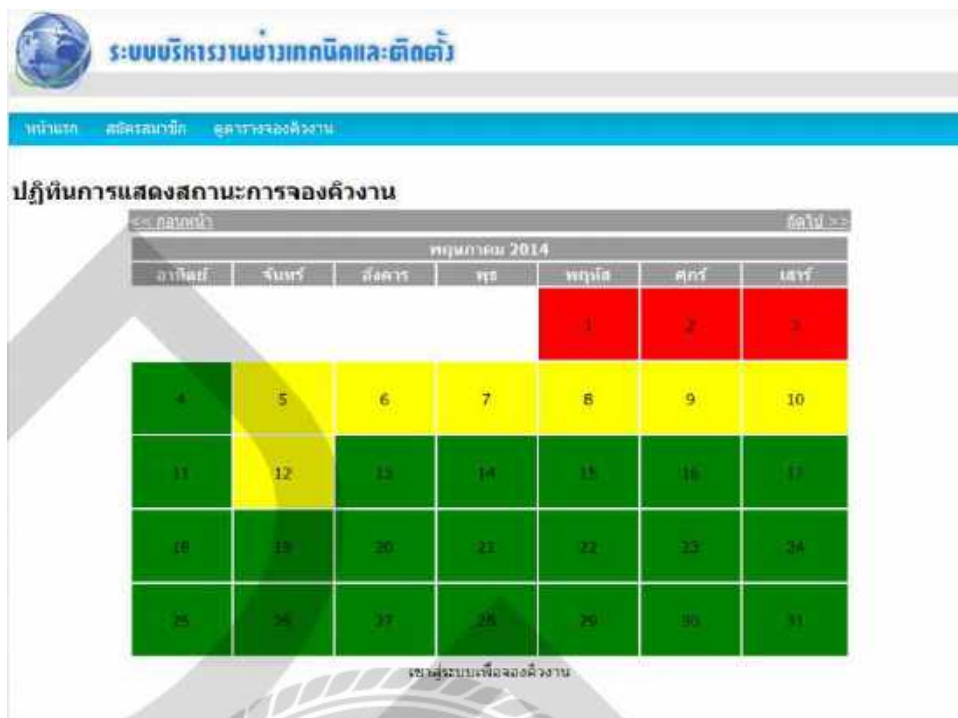 ระบบบริหารงานช่างเทคนิคและติดตั้ง
หน้าแรก สมัครสมาชิก ดูตารางจองคิวงาน
ปฏิทินการแสดงสถานะการจองคิวงาน
<< ก่อนหน้า ถัดไป >>
พฤษภาคม 2014
อาทิตย์ จันทร์ อังคาร พุธ พฤหัส ศุกร์ เสาร์
1 2 3
4 5 6 7 8 9 10
11 12 13 14 15 16 17
18 19 20 21 22 23 24
25 26 27 28 29 30 31
เข้าสู่ระบบเพื่อจองคิวงาน